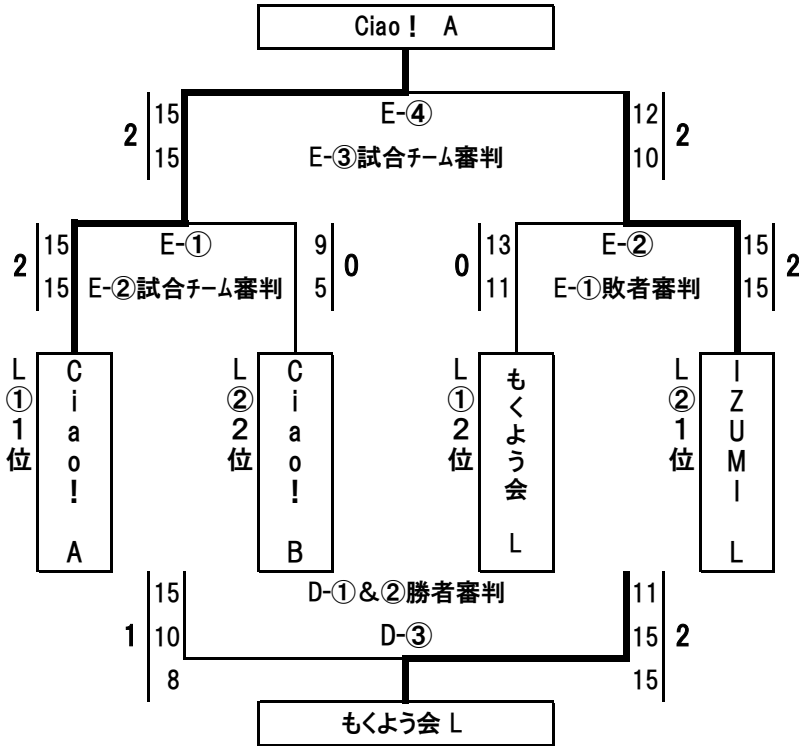 Ciao！ A
2 15 E-④ 12 2
15 E-③試合チーム審判 10
2 15 E-① 9 0 0 13 E-② 15 2
15 E-②試合チーム審判 5 11 E-①敗者審判 15
L①1位 Ciao！ A L②2位 Ciao！ B L①2位 もくよう会 L L②1位 IZUMI L
15 D-①＆②勝者審判 11
1 10 D-③ 15 2
8 15
もくよう会 L